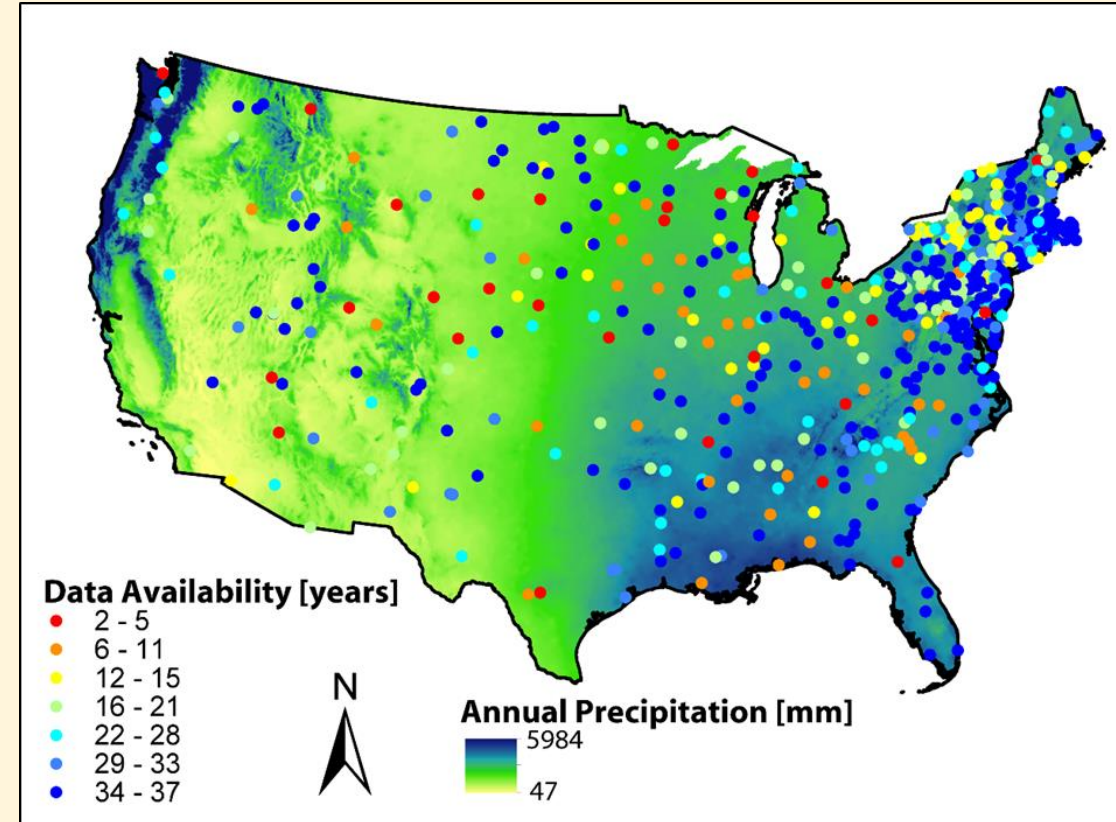 Data Availability [years]
2 - 5
6 - 11
12 - 15
16 - 21
22 - 28
29 - 33
34 - 37
N
Annual Precipitation [mm]
5984
47